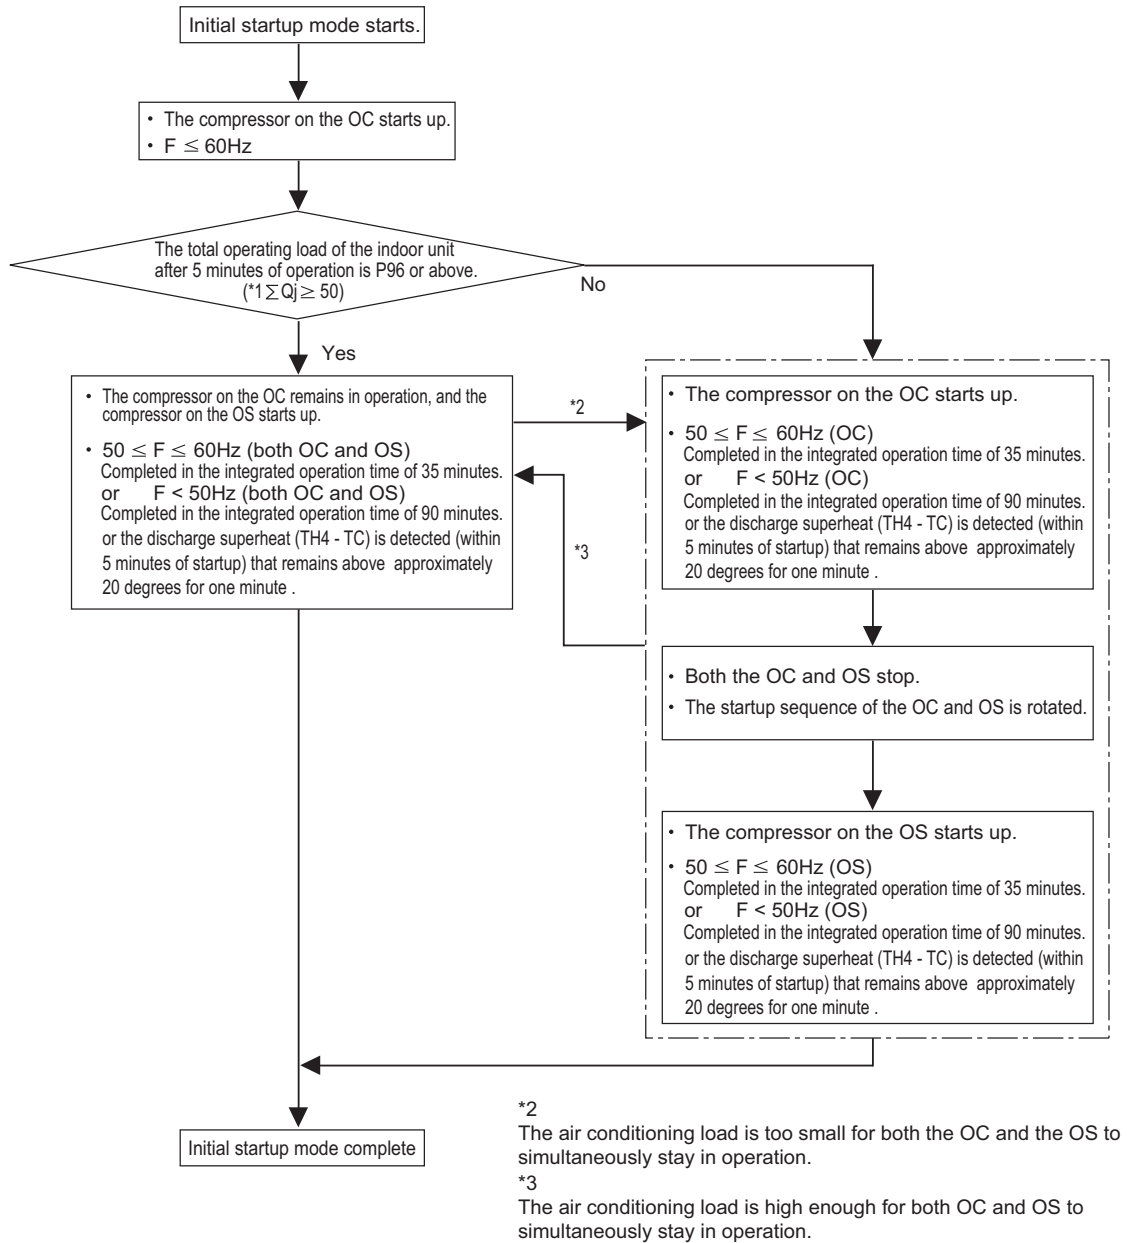 Initial startup mode starts.
• The compressor on the OC starts up.
• F ≤ 60Hz
The total operating load of the indoor unit
after 5 minutes of operation is P96 or above.
(*1∑Qj≥ 50)
No
Yes
• The compressor on the OC remains in operation, and the
compressor on the OS starts up.
• 50 ≤ F ≤ 60Hz (both OC and OS)
Completed in the integrated operation time of 35 minutes.
or F < 50Hz (both OC and OS)
Completed in the integrated operation time of 90 minutes.
or the discharge superheat (TH4 - TC) is detected (within
5 minutes of startup) that remains above approximately
20 degrees for one minute .
*2
*3
• The compressor on the OC starts up.
• 50 ≤ F ≤ 60Hz (OC)
Completed in the integrated operation time of 35 minutes.
or F < 50Hz (OC)
Completed in the integrated operation time of 90 minutes.
or the discharge superheat (TH4 - TC) is detected (within
5 minutes of startup) that remains above approximately
20 degrees for one minute .
• Both the OC and OS stop.
• The startup sequence of the OC and OS is rotated.
• The compressor on the OS starts up.
• 50 ≤ F ≤ 60Hz (OS)
Completed in the integrated operation time of 35 minutes.
or F < 50Hz (OS)
Completed in the integrated operation time of 90 minutes.
or the discharge superheat (TH4 - TC) is detected (within
5 minutes of startup) that remains above approximately
20 degrees for one minute .
Initial startup mode complete
*2
The air conditioning load is too small for both the OC and the OS to
simultaneously stay in operation.
*3
The air conditioning load is high enough for both OC and OS to
simultaneously stay in operation.